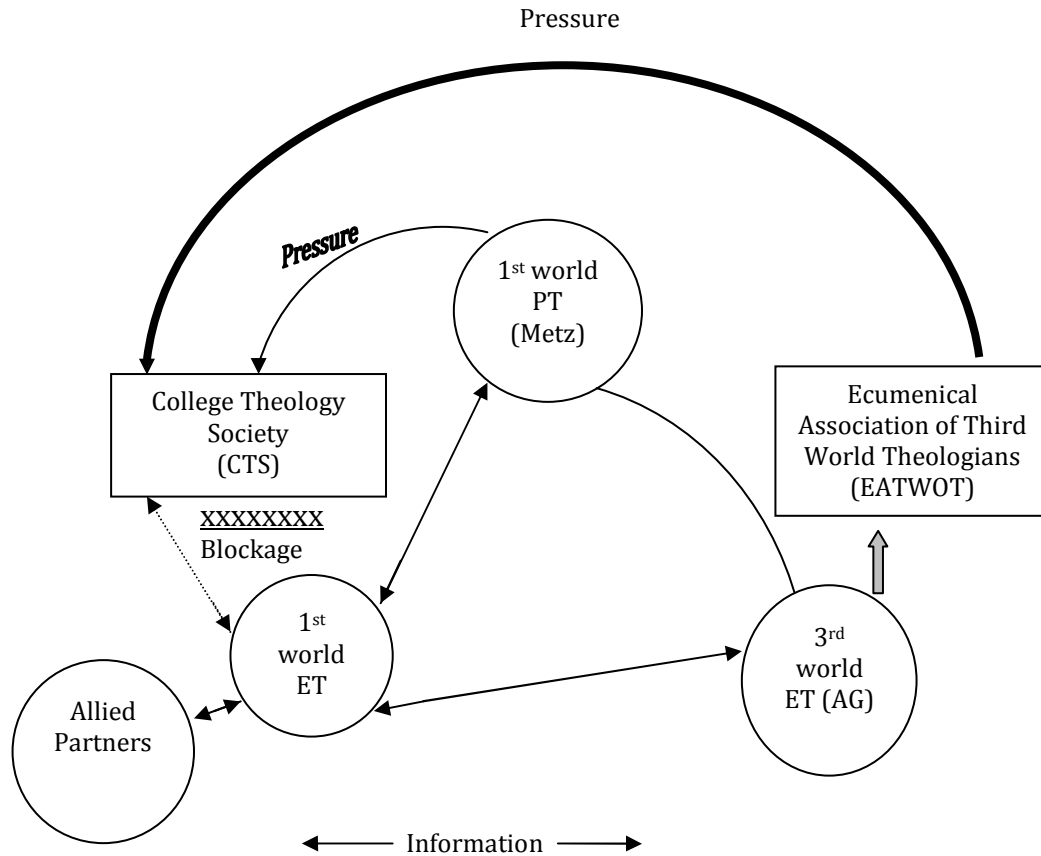 Pressure
Pressure
1st world
PT
(Metz)
College Theology
Society
(CTS)
Ecumenical
Association of Third
World Theologians
(EATWOT)
XXXXXXXX
Blockage
1st
world
ET
3rd
world
ET (AG)
Allied
Partners
Information